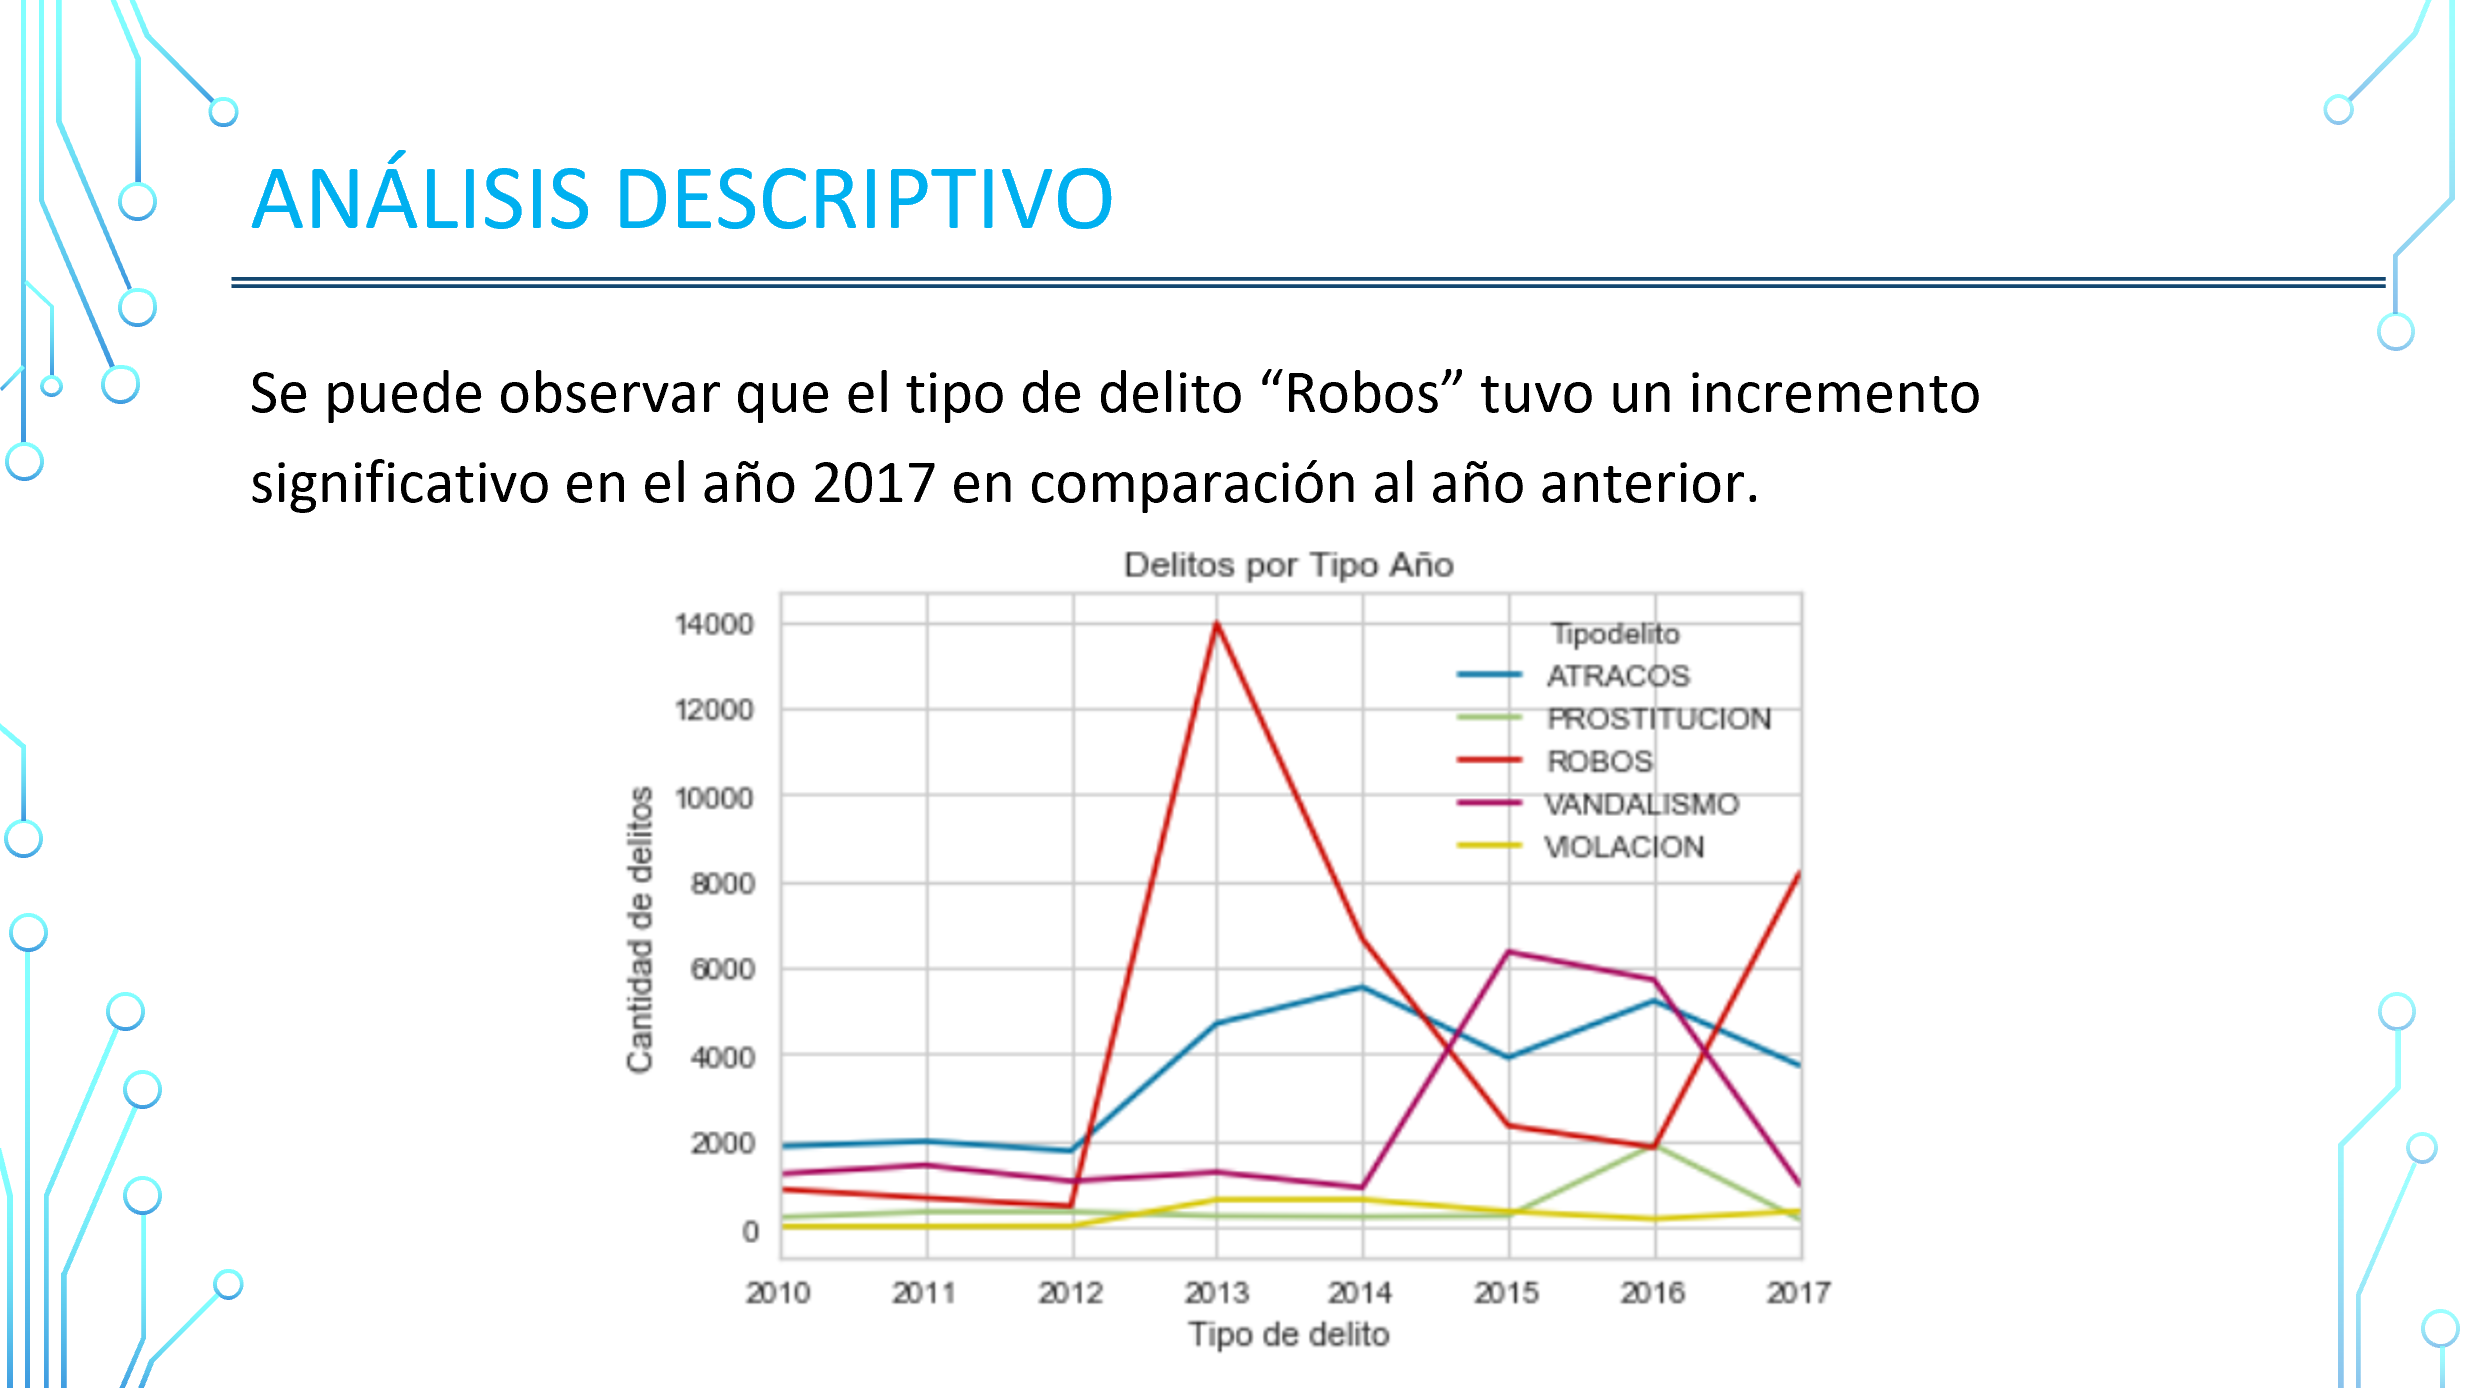 ANÁLISIS DESCRIPTIVO
Se puede observar que el tipo de delito “Robos” tuvo un incremento
significativo en el año 2017 en comparación al año anterior.
Delitos por Tipo Año
Cantidad de delitos
14000
12000
10000
8000
6000
4000
2000
0
Tipodelito
ATRACOS
PROSTITUCION
ROBOS
VANDALISMO
VIOLACION
2010 2011 2012 2013 2014 2015 2016 2017
Tipo de delito